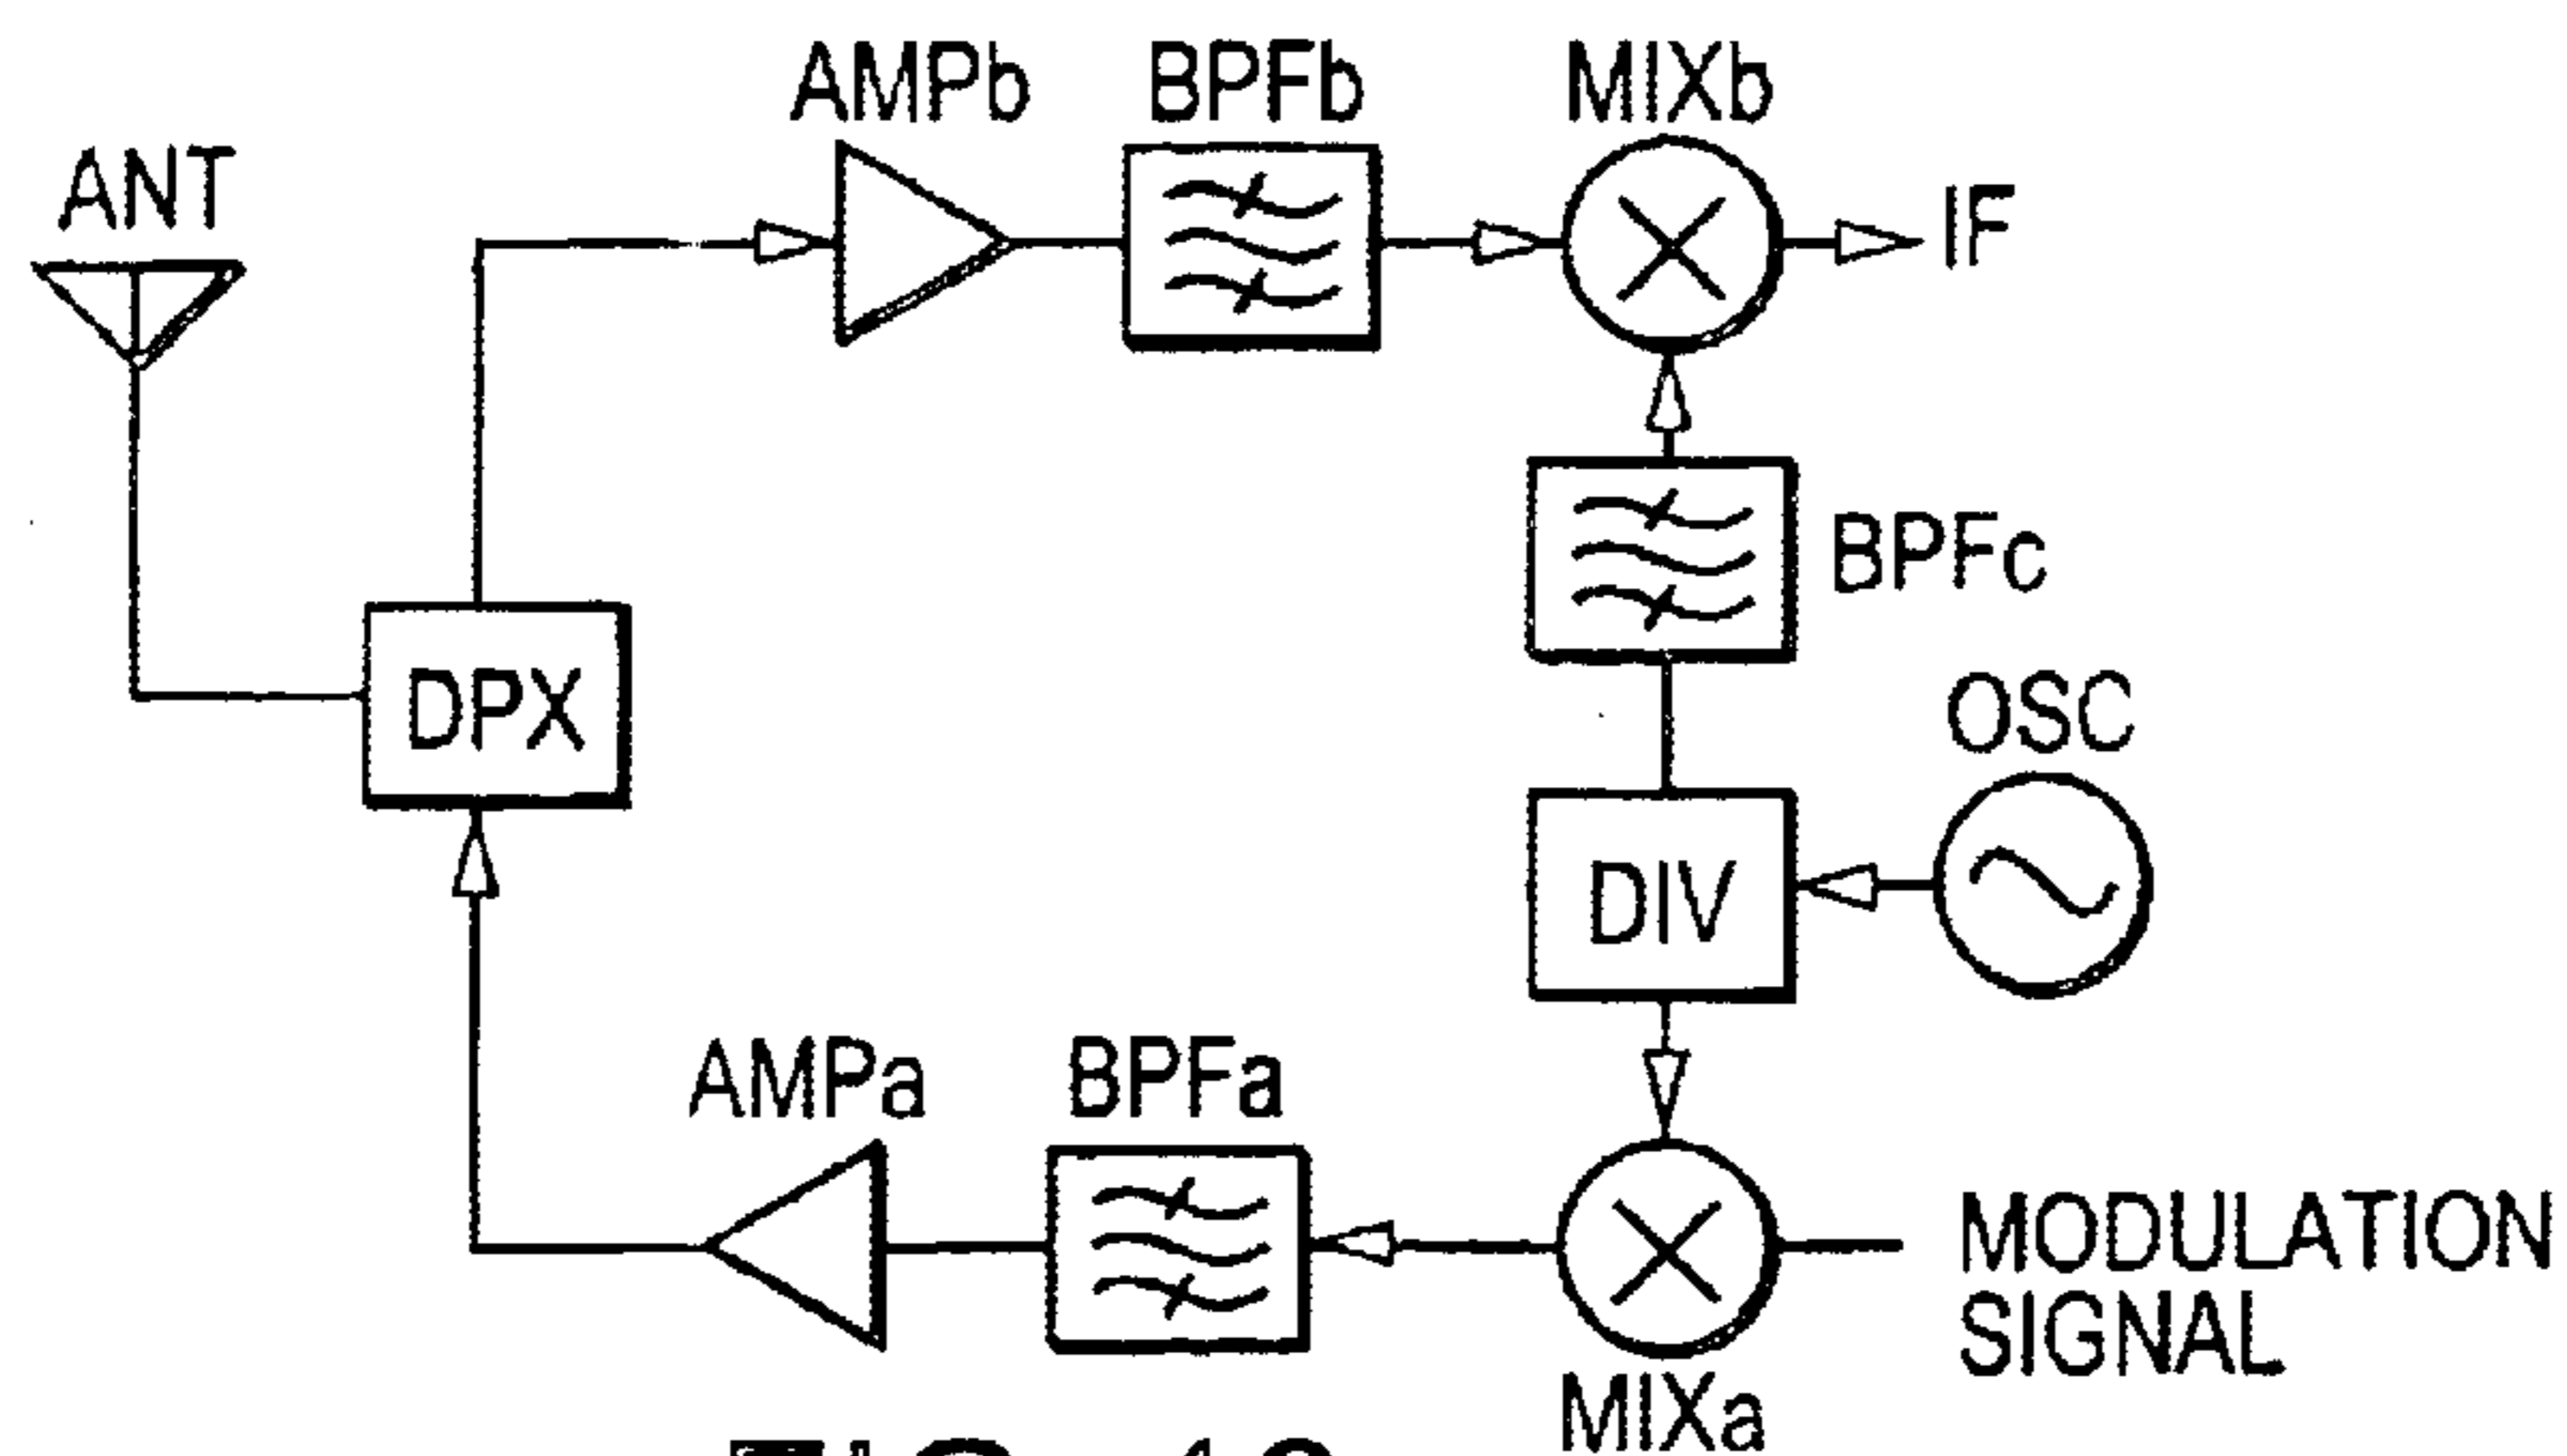 AMPb
BPFb
MIXb
ANT
IF
BPFc
DPX
OSC
DIV
AMPa
BPFa
MODULATION
SIGNAL
MIXa